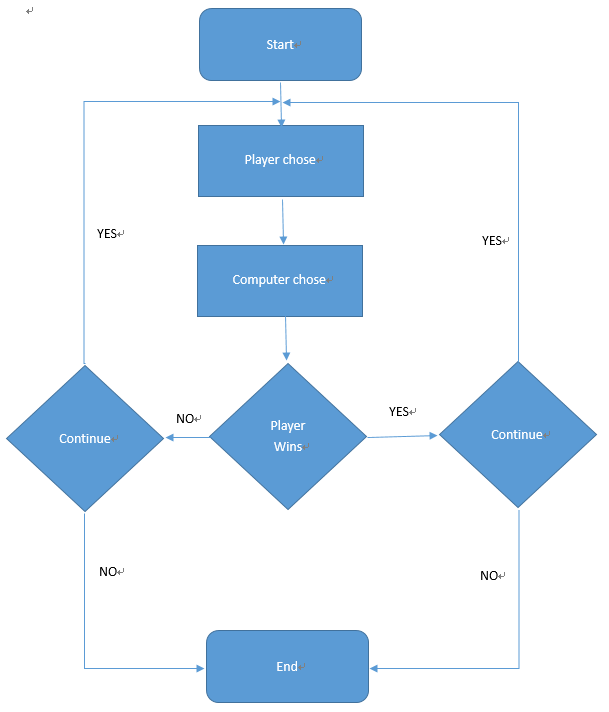 Start
Player chose
YES
YES
Computer chose
NO
YES
Continue
Player
Wins
Continue
NO
NO
End